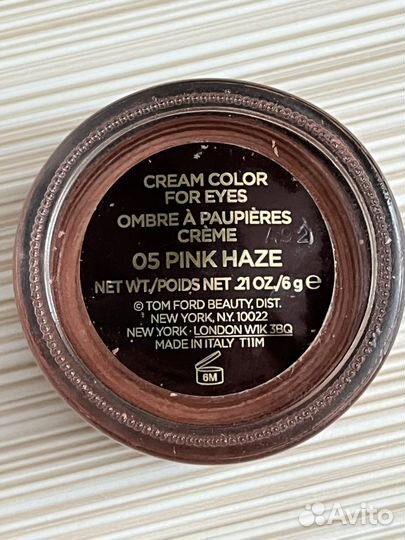 CREAM COLOR
FOR EYES
OMBRE À PAUPIÈRES
CRÈME
05 PINK HAZE
NET WT./POIDS NET .21 OZ./6 g ℮
© TOM FORD BEAUTY, DIST.
NEW YORK, N.Y. 10022
NEW YORK · LONDON W1K 3BQ
MADE IN ITALY T11M
6M
Avito